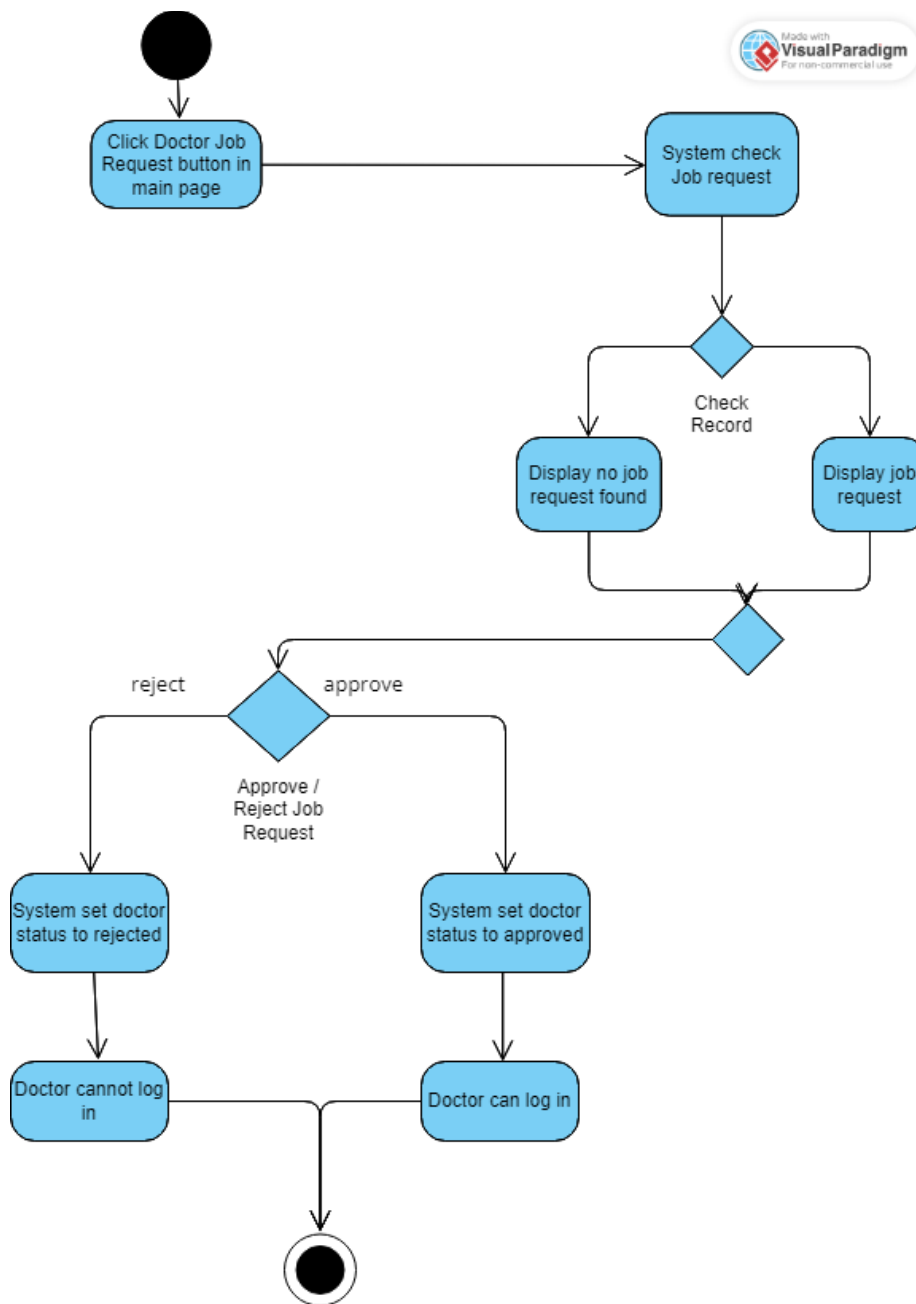 Made with
Visual Paradigm
For non-commercial use
Click Doctor Job
Request button in
main page
System check
Job request
Check
Record
Display no job
request found
Display job
request
reject
approve
Approve /
Reject Job
Request
System set doctor
status to rejected
System set doctor
status to approved
Doctor cannot log
in
Doctor can log in